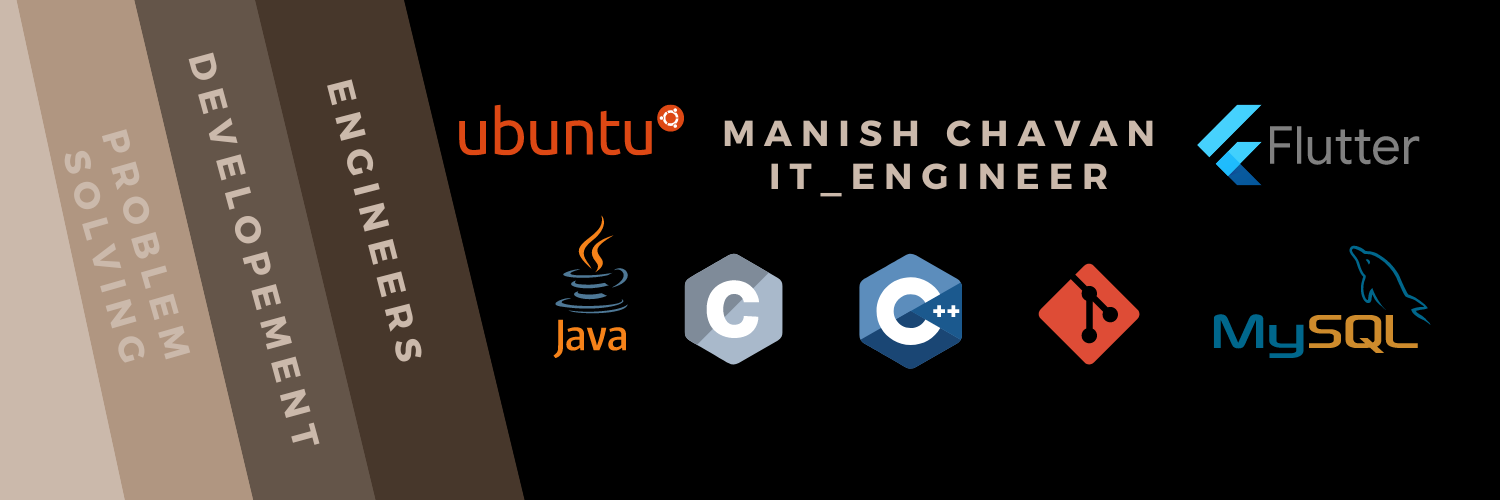 PROBLEM
SOLVING
DEVELOPEMENT
ENGINEERS
ubuntu
MANISH CHAVAN
IT_ENGINEER
Flutter
Java
C
C++
MySQL